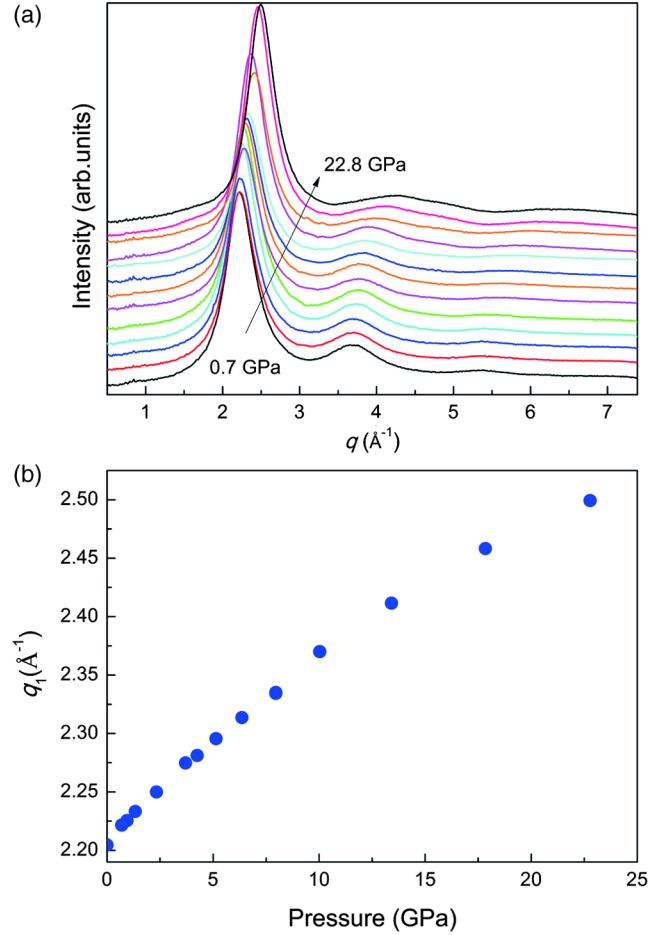 (a)
Intensity (arb.units)
22.8 GPa
0.7 GPa
1 2 3 4 5 6 7
q (Å⁻¹)
(b)
2.50
2.45
2.40
2.35
2.30
2.25
2.20
q₁(Å⁻¹)
0 5 10 15 20 25
Pressure (GPa)